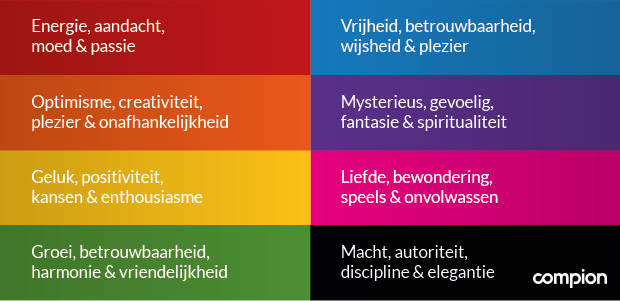 Energie, aandacht,
moed & passie
Vrijheid, betrouwbaarheid,
wijsheid & plezier
Optimisme, creativiteit,
plezier & onafhankelijkheid
Mysterieus, gevoelig,
fantasie & spiritualiteit
Geluk, positiviteit,
kansen & enthousiasme
Liefde, bewondering,
speels & onvolwassen
Groei, betrouwbaarheid,
harmonie & vriendelijkheid
Macht, autoriteit,
discipline & elegantie
compion